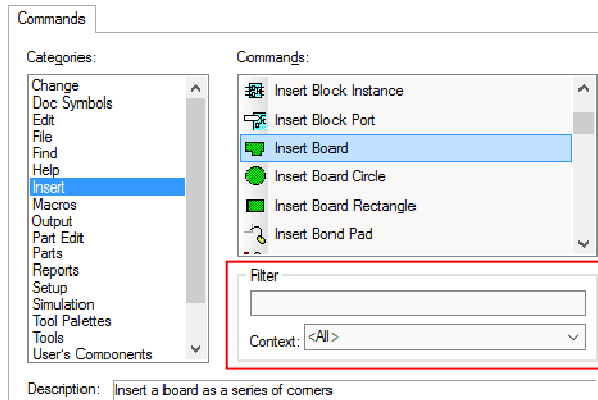 Commands
Categories:
Change
Doc Symbols
Edit
File
Find
Help
Insert
Macros
Output
Part Edit
Parts
Reports
Setup
Simulation
Tool Palettes
Tools
User's Components
Commands:
Insert Block Instance
Insert Block Port
Insert Board
Insert Board Circle
Insert Board Rectangle
Insert Bond Pad
Filter
Context: <All>
Description: Insert a board as a series of corners